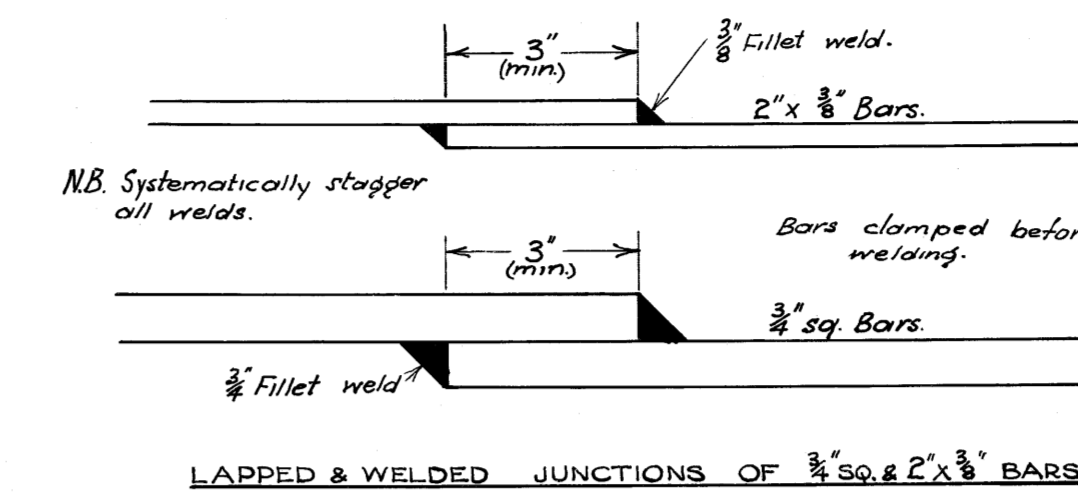 3"
(min.)
3/8" Fillet weld.
2" x 3/8" Bars.
N.B. Systematically stagger
all welds.
Bars clamped befor
welding.
3"
(min.)
3/4" sq. Bars.
3/4" Fillet weld
LAPPED & WELDED JUNCTIONS OF 3/4" SQ. & 2" X 3/8" BARS